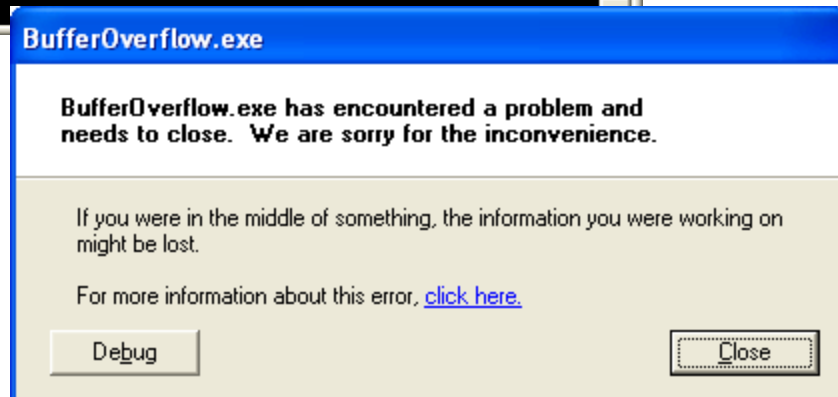 BufferOverflow.exe
BufferOverflow.exe has encountered a problem and
needs to close.  We are sorry for the inconvenience.
If you were in the middle of something, the information you were working on
might be lost.
For more information about this error, click here.
Debug
Close